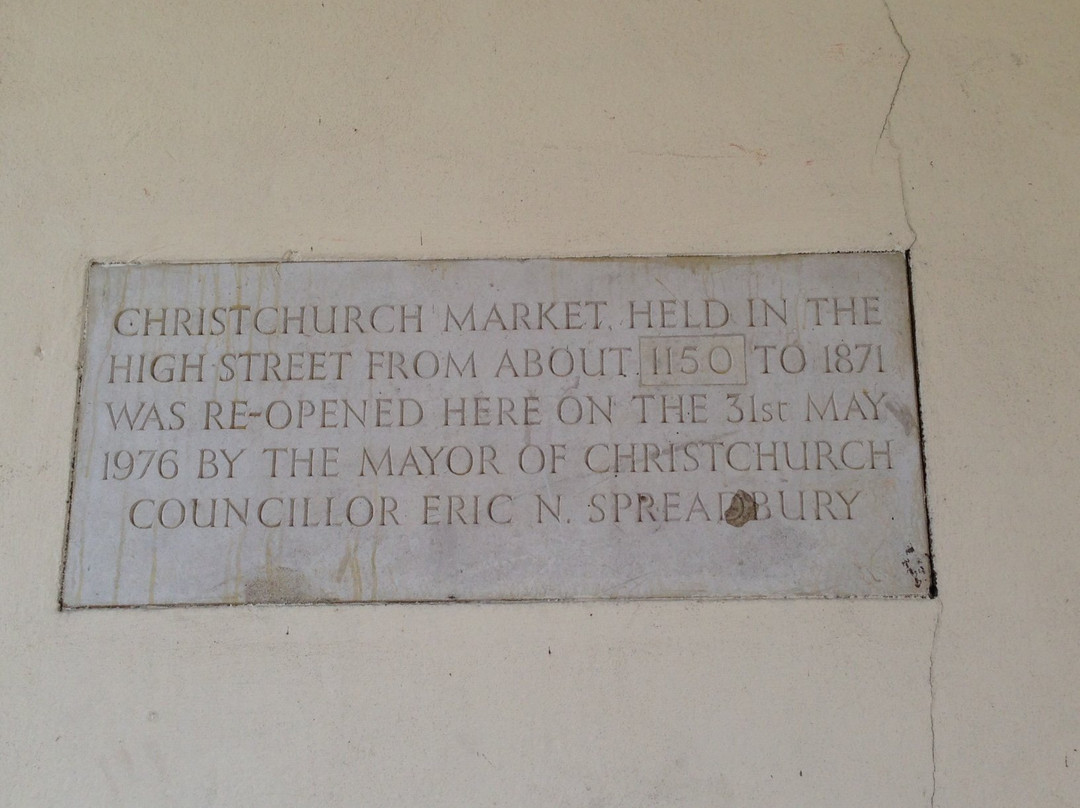 CHRISTCHURCH MARKET, HELD IN THE
HIGH STREET FROM ABOUT 1150 TO 1871
WAS RE-OPENED HERE ON THE 31st MAY
1976 BY THE MAYOR OF CHRISTCHURCH
COUNCILLOR ERIC N. SPREADBURY